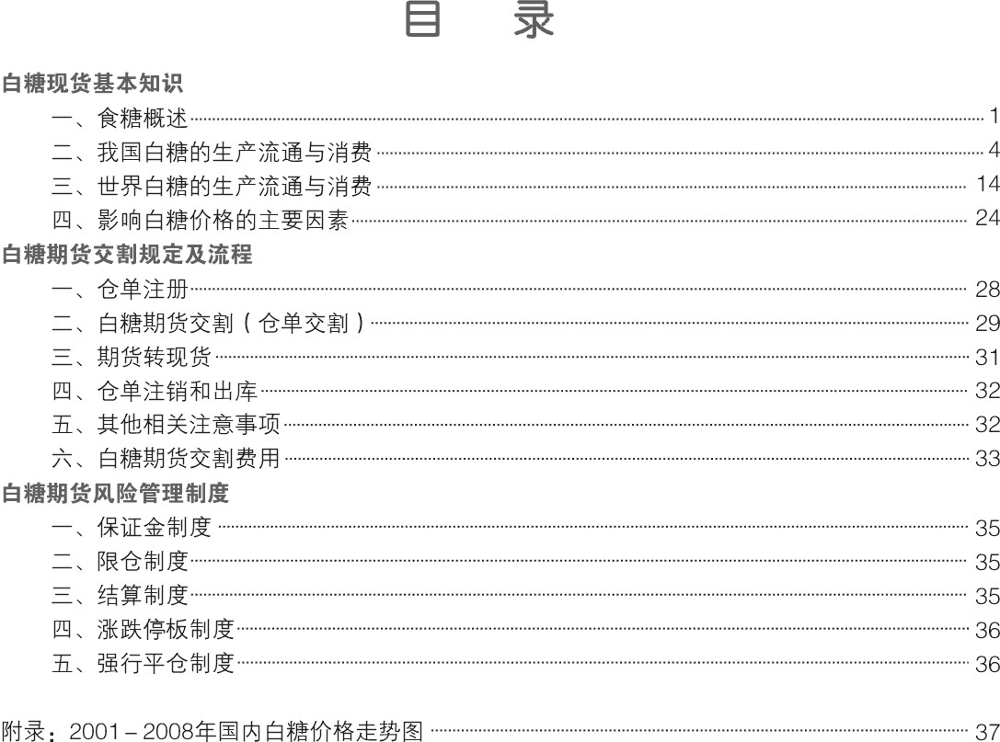 目 录
白糖现货基本知识
一、食糖概述 1
二、我国白糖的生产流通与消费 4
三、世界白糖的生产流通与消费 14
四、影响白糖价格的主要因素 24
白糖期货交割规定及流程
一、仓单注册 28
二、白糖期货交割（仓单交割） 29
三、期货转现货 31
四、仓单注销和出库 32
五、其他相关注意事项 32
六、白糖期货交割费用 33
白糖期货风险管理制度
一、保证金制度 35
二、限仓制度 35
三、结算制度 35
四、涨跌停板制度 36
五、强行平仓制度 36
附录：2001－2008年国内白糖价格走势图 37